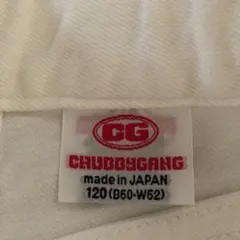 CG
CHUBBYGANG
made in JAPAN
120 (B60-W52)